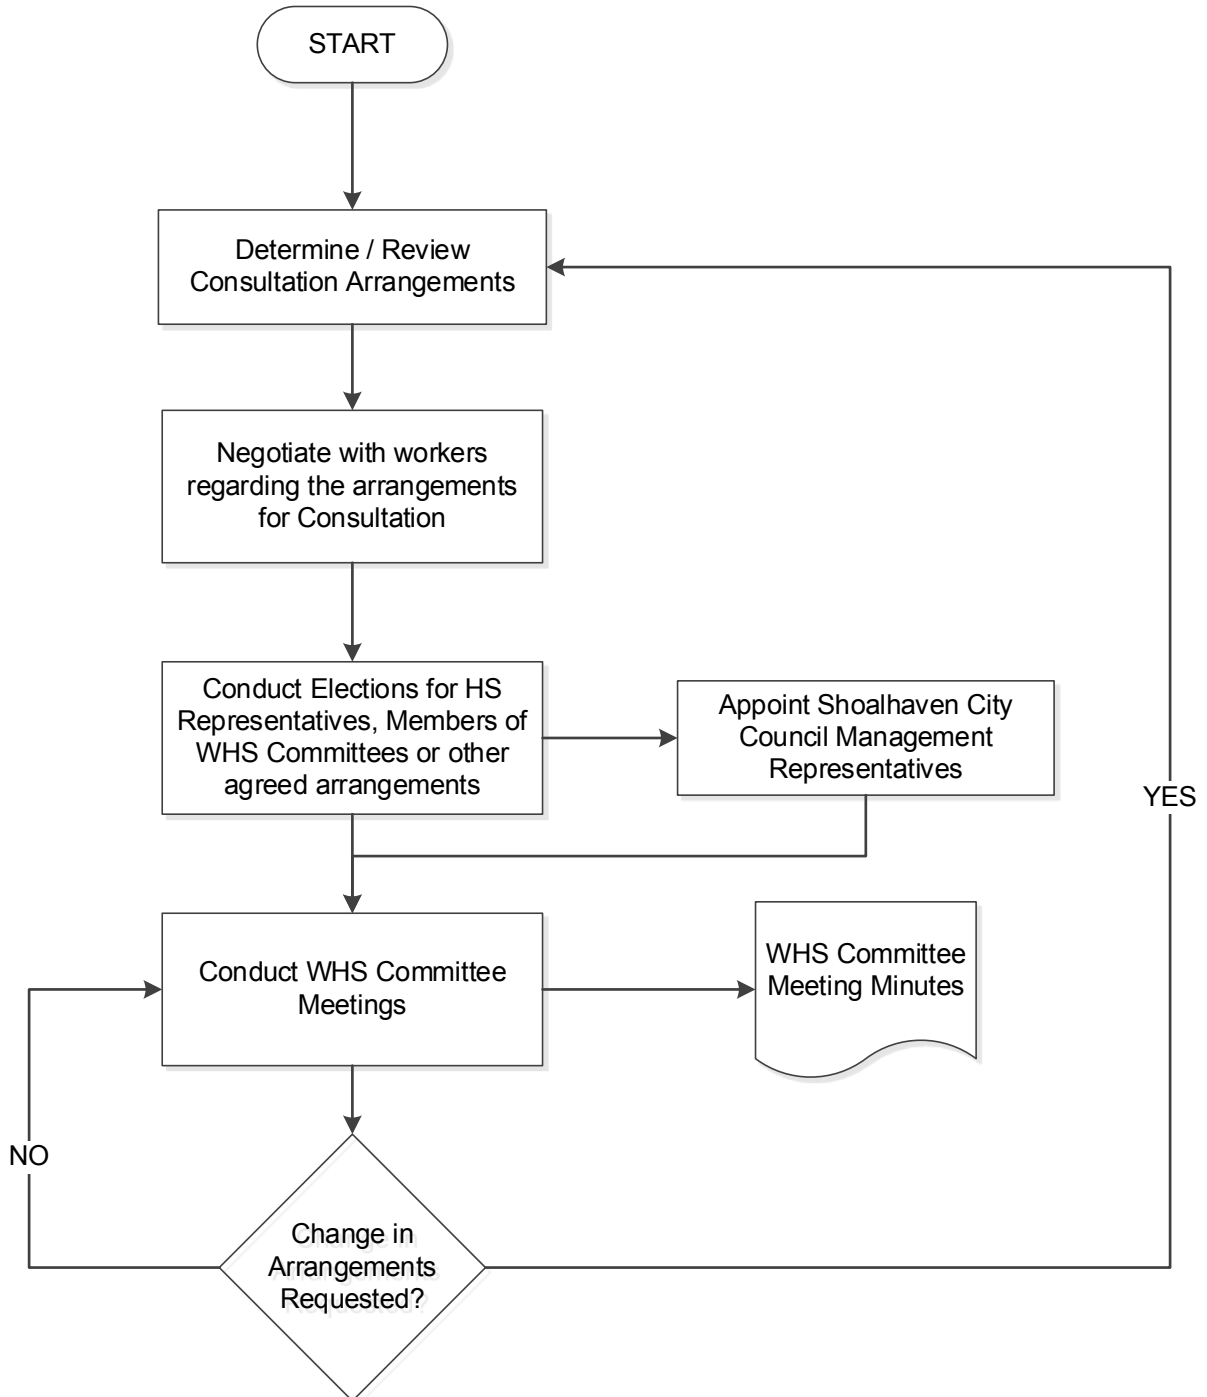 START
Determine / Review
Consultation Arrangements
Negotiate with workers
regarding the arrangements
for Consultation
Conduct Elections for HS
Representatives, Members of
WHS Committees or other
agreed arrangements
Appoint Shoalhaven City
Council Management
Representatives
YES
Conduct WHS Committee
Meetings
WHS Committee
Meeting Minutes
NO
Change in
Arrangements
Requested?